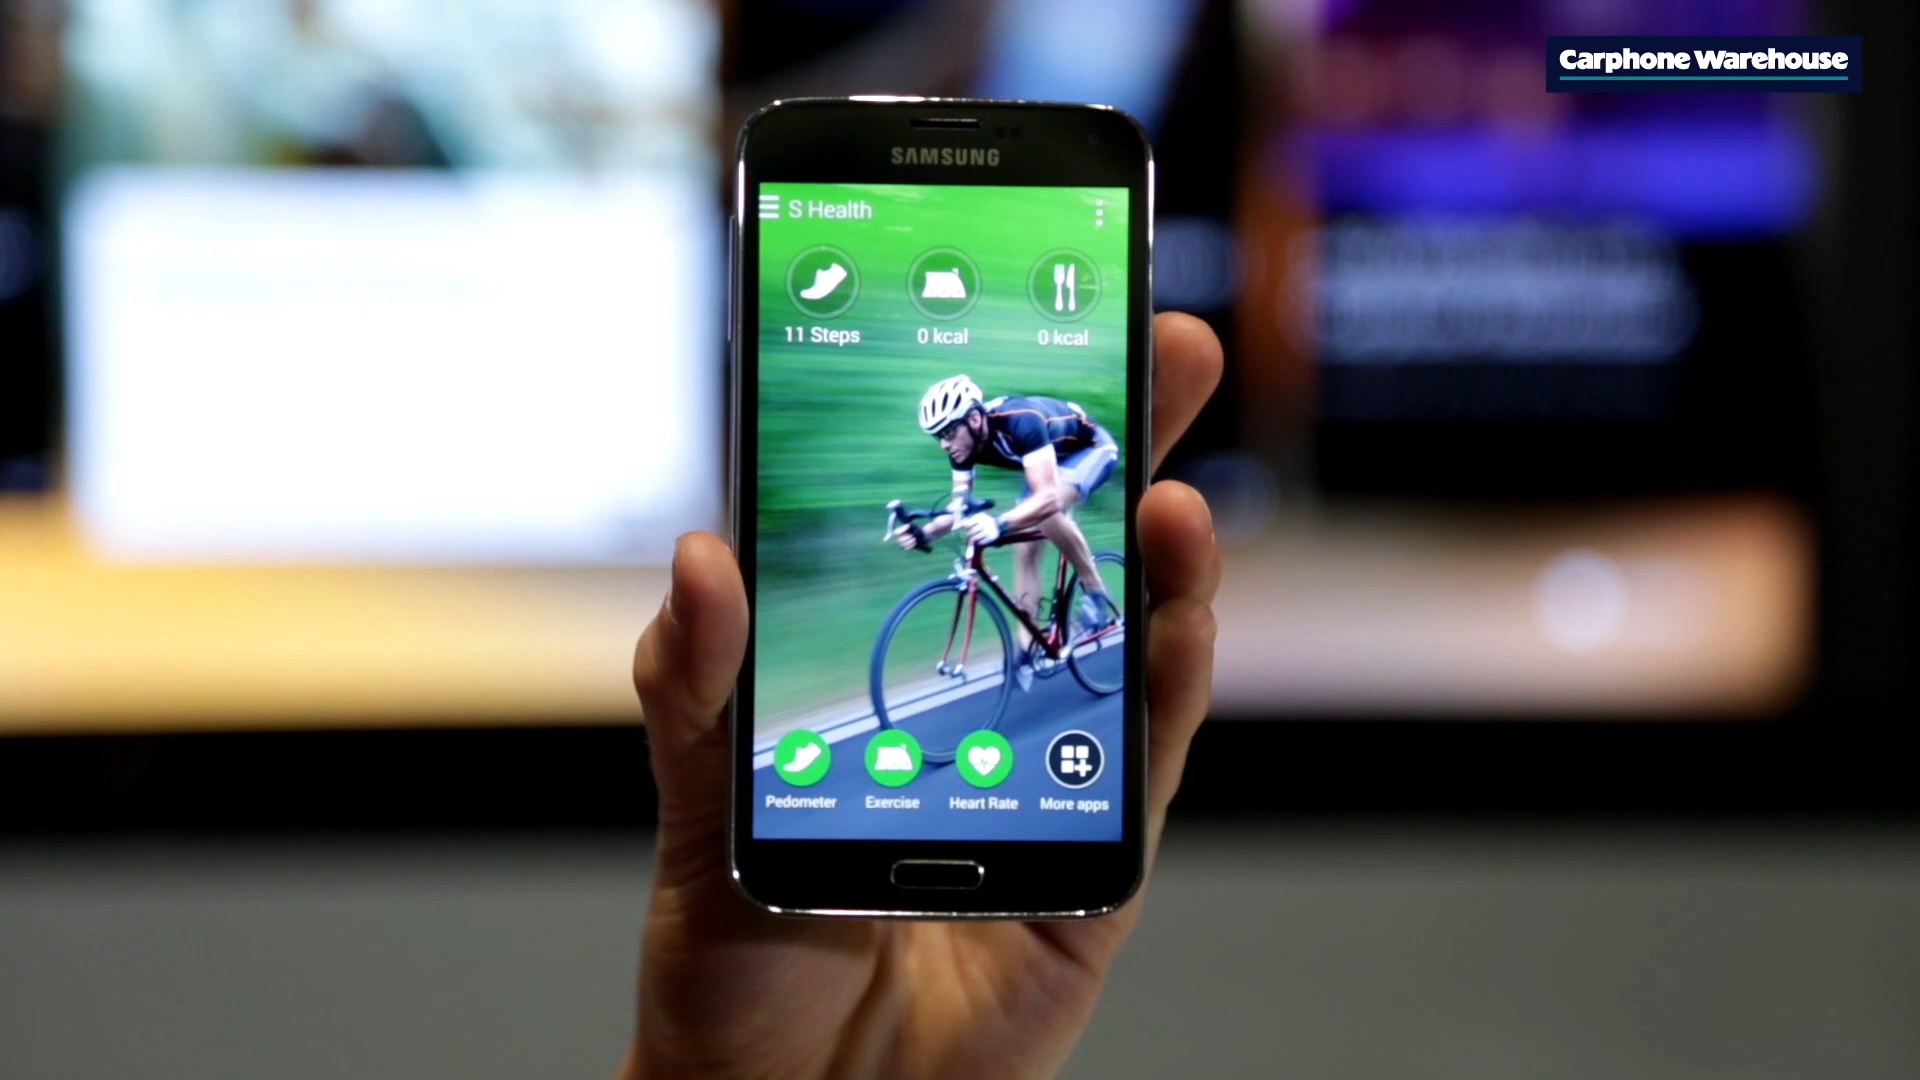 Carphone Warehouse
SAMSUNG
S Health
11 Steps
0 kcal
0 kcal
Pedometer
Exercise
Heart Rate
More apps